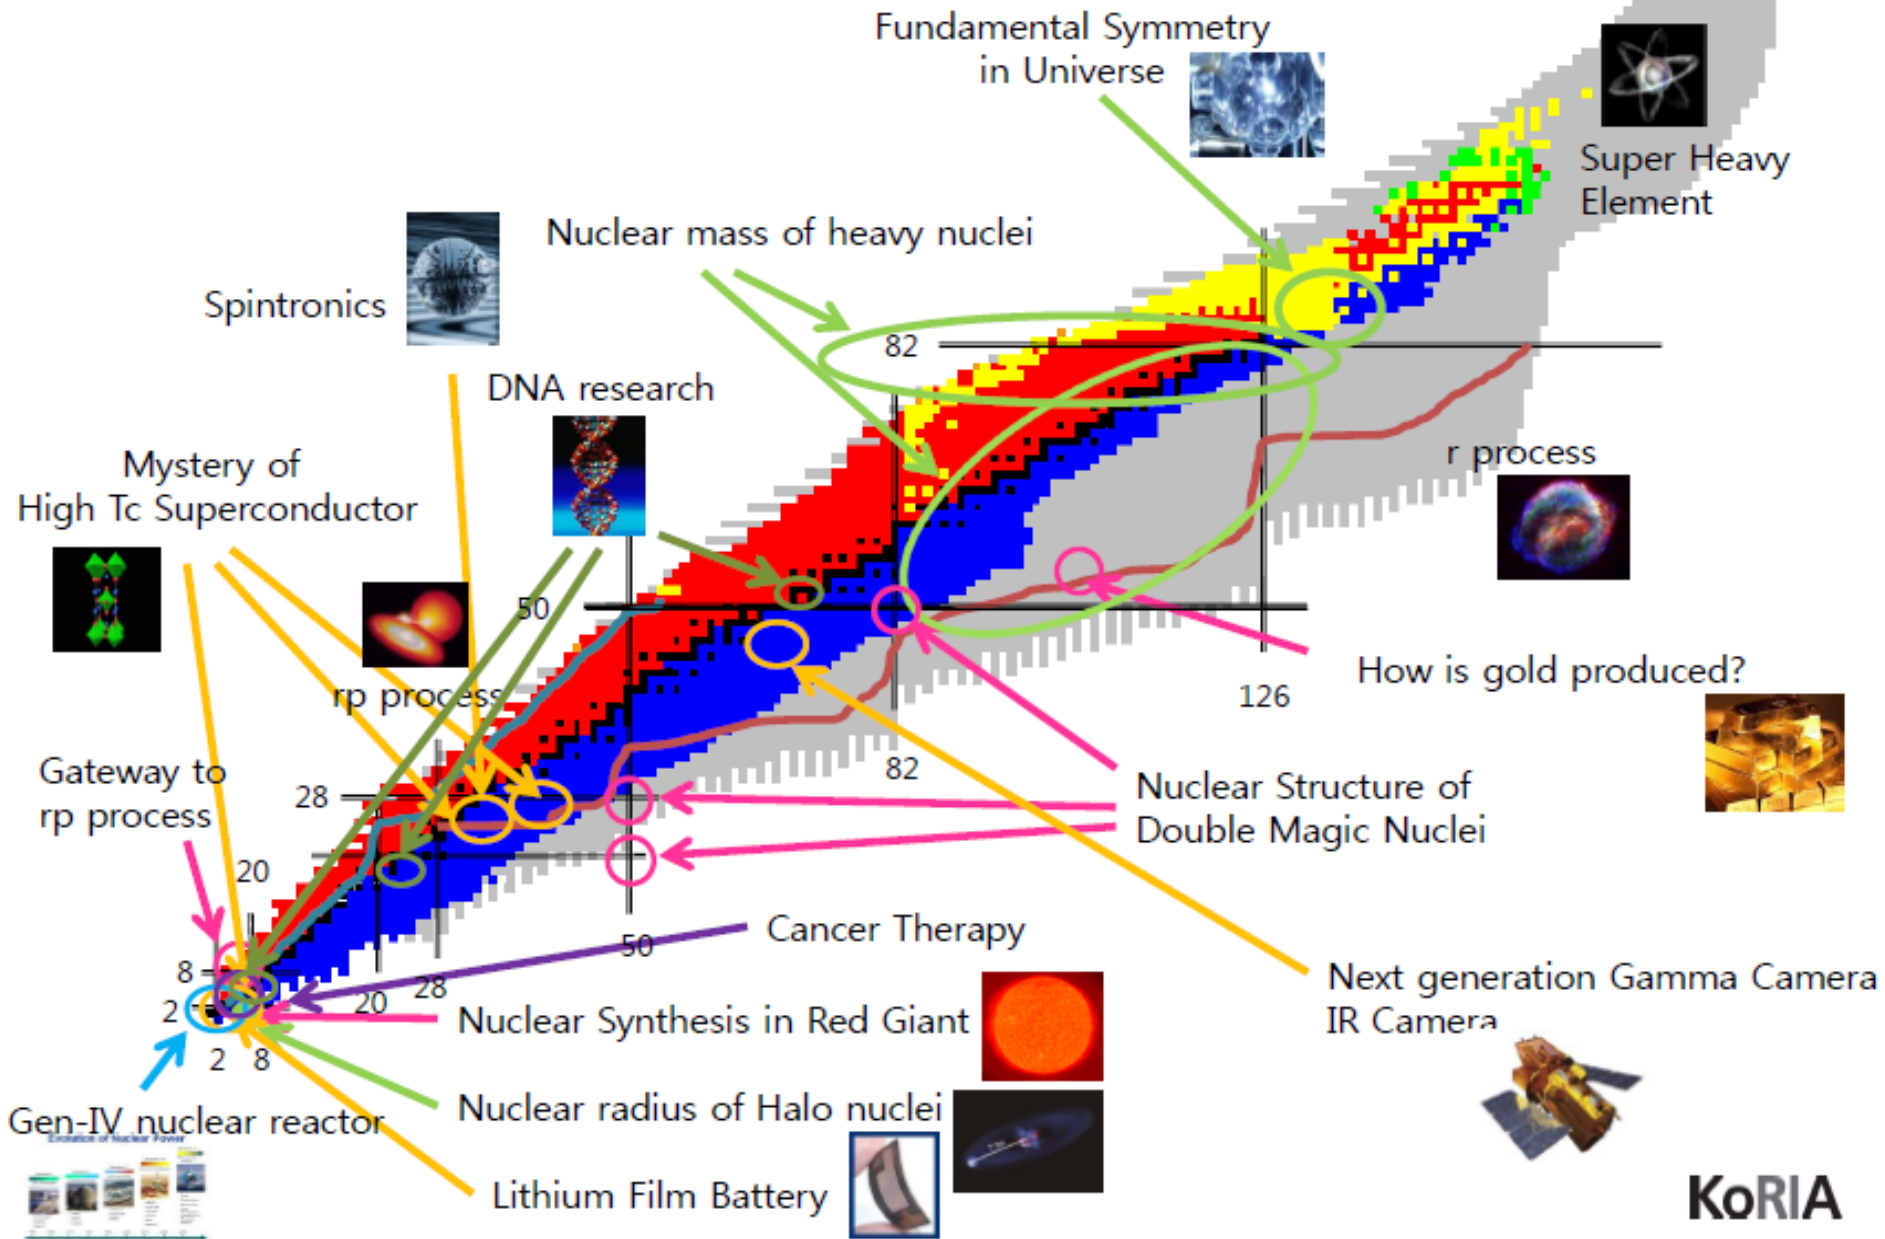 Fundamental Symmetry
in Universe
Super Heavy
Element
Nuclear mass of heavy nuclei
Spintronics
82
DNA research
Mystery of
High Tc Superconductor
r process
50
rp process
How is gold produced?
126
82
Gateway to
rp process
28
Nuclear Structure of
Double Magic Nuclei
20
Cancer Therapy
50
8
28
20
Next generation Gamma Camera
IR Camera
2
Nuclear Synthesis in Red Giant
2
8
Nuclear radius of Halo nuclei
Gen-IV nuclear reactor
Evolution of Nuclear Power
Lithium Film Battery
KoRIA